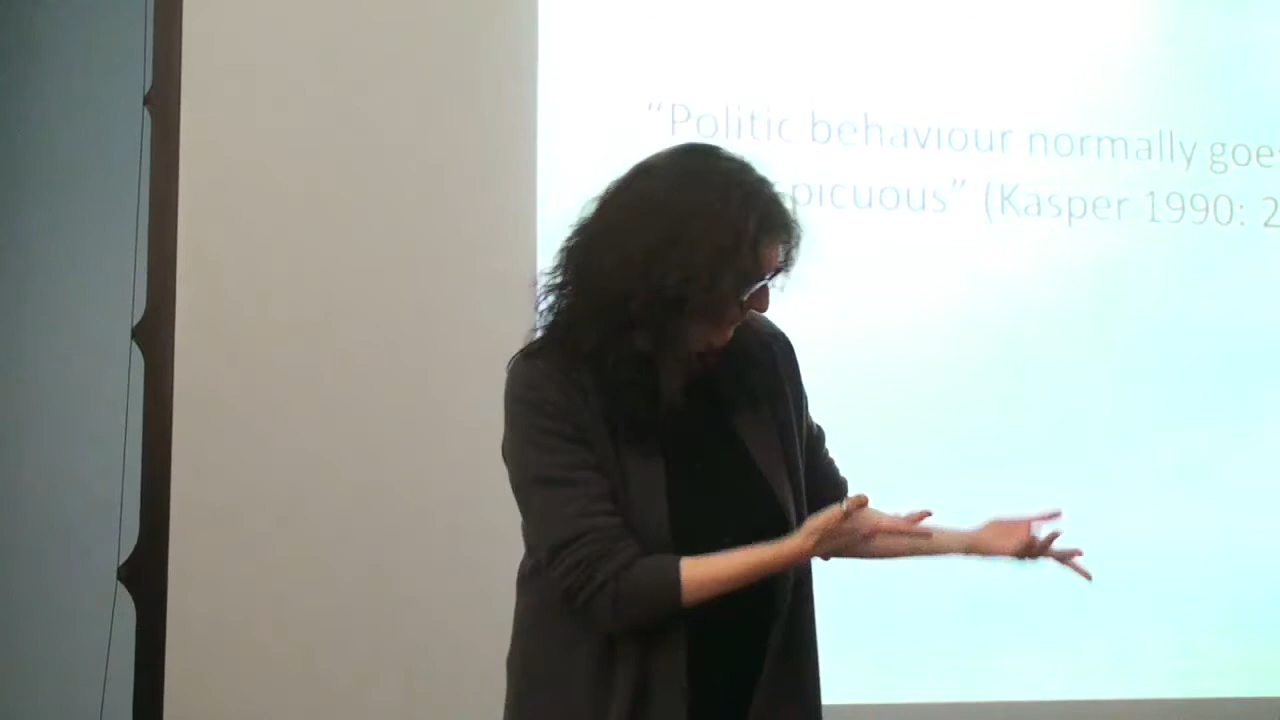 “Politic behaviour normally goe
picuous” (Kasper 1990: 2